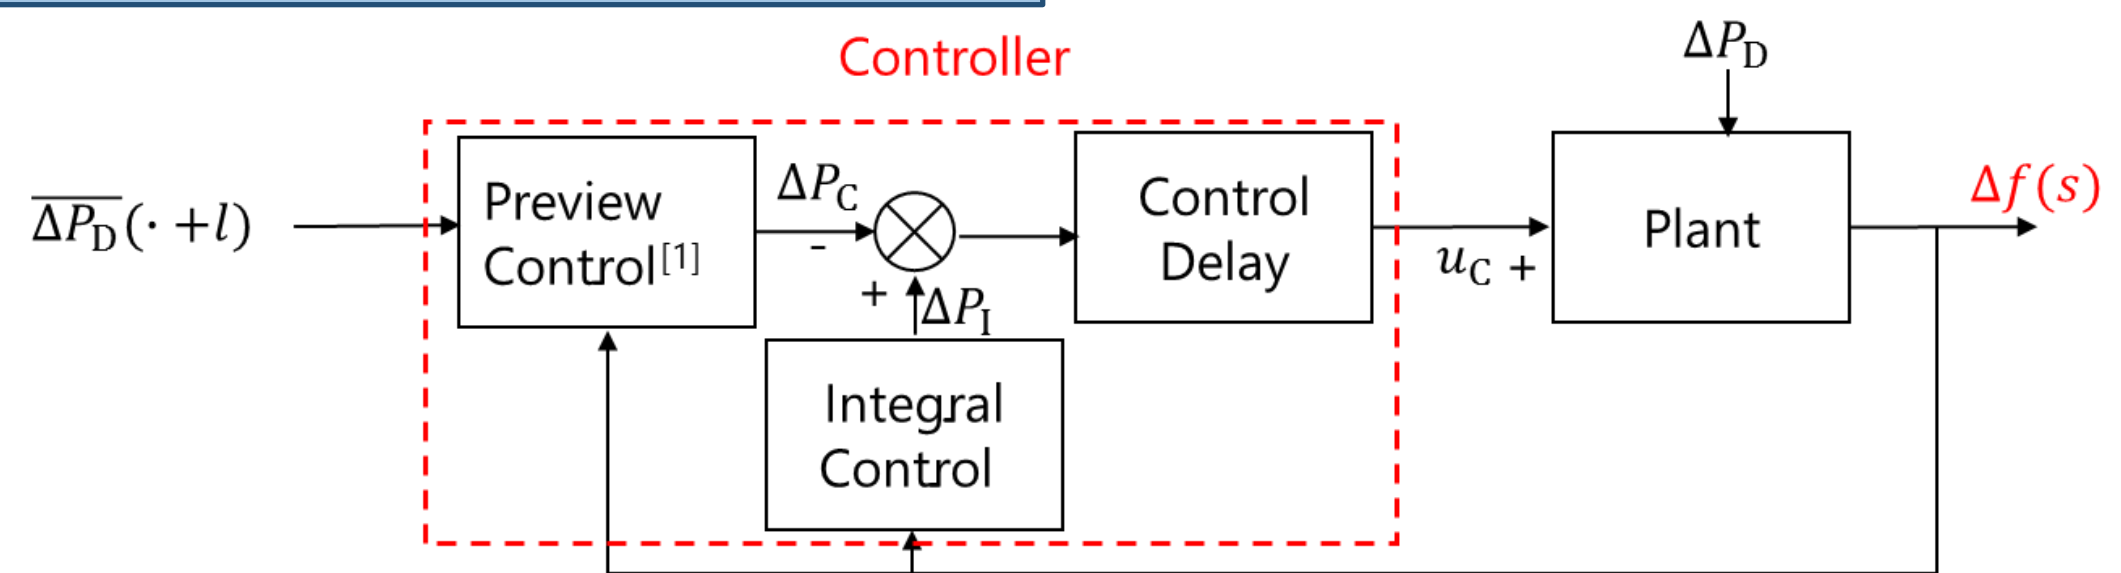 Controller
ΔP_D
\overline{ΔP_D}(· +l)
Preview
Control[1]
ΔP_C
-
+
ΔP_I
Integral
Control
Control
Delay
u_C +
Plant
Δf(s)